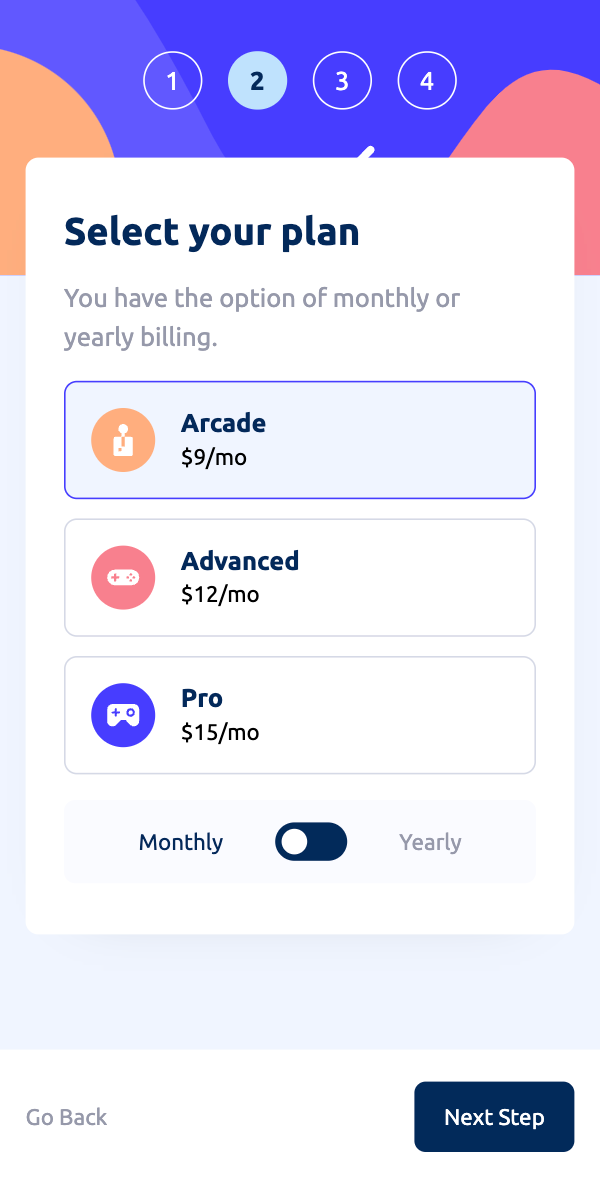 1 2 3 4
Select your plan
You have the option of monthly or
yearly billing.
Arcade
$9/mo
Advanced
$12/mo
Pro
$15/mo
Monthly Yearly
Go Back Next Step